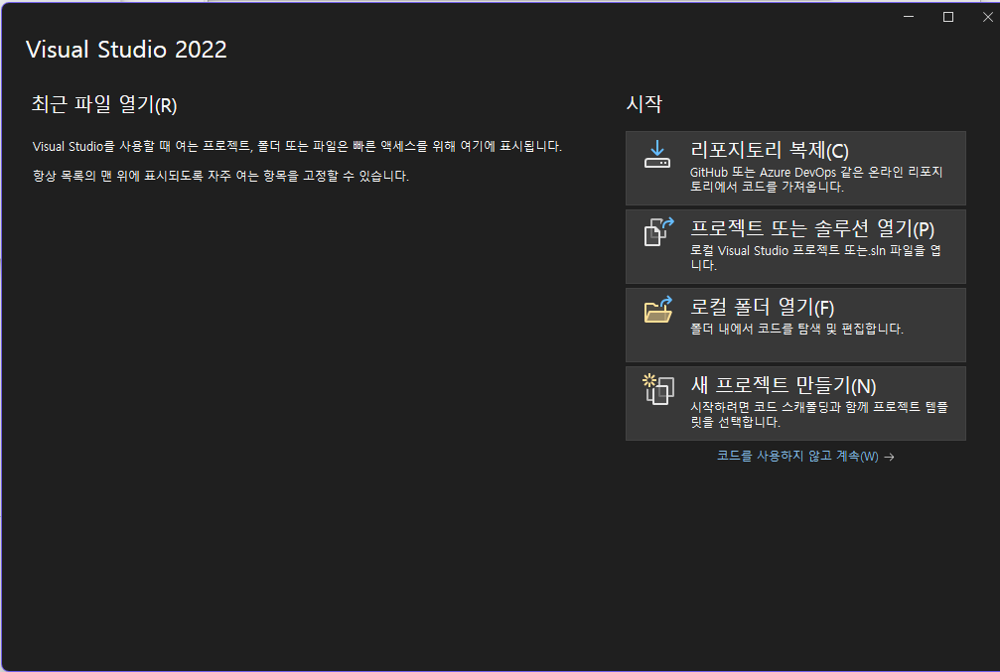 Visual Studio 2022
최근 파일 열기(R)
Visual Studio를 사용할 때 여는 프로젝트, 폴더 또는 파일은 빠른 액세스를 위해 여기에 표시됩니다.
항상 목록의 맨 위에 표시되도록 자주 여는 항목을 고정할 수 있습니다.
시작
리포지토리 복제(C)
GitHub 또는 Azure DevOps 같은 온라인 리포지
토리에서 코드를 가져옵니다.
프로젝트 또는 솔루션 열기(P)
로컬 Visual Studio 프로젝트 또는.sln 파일을 엽
니다.
로컬 폴더 열기(F)
폴더 내에서 코드를 탐색 및 편집합니다.
새 프로젝트 만들기(N)
시작하려면 코드 스캐폴딩과 함께 프로젝트 템플
릿을 선택합니다.
코드를 사용하지 않고 계속(W) →